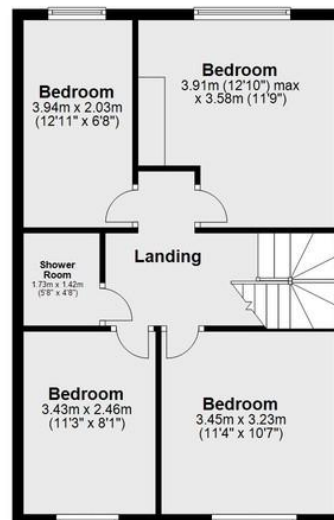 Bedroom
3.94m x 2.03m
(12'11" x 6'8")
Bedroom
3.91m (12'10") max
x 3.58m (11'9")
Shower
Room
1.73m x 1.42m
(5'8" x 4'8")
Landing
Bedroom
3.43m x 2.46m
(11'3" x 8'1")
Bedroom
3.45m x 3.23m
(11'4" x 10'7")